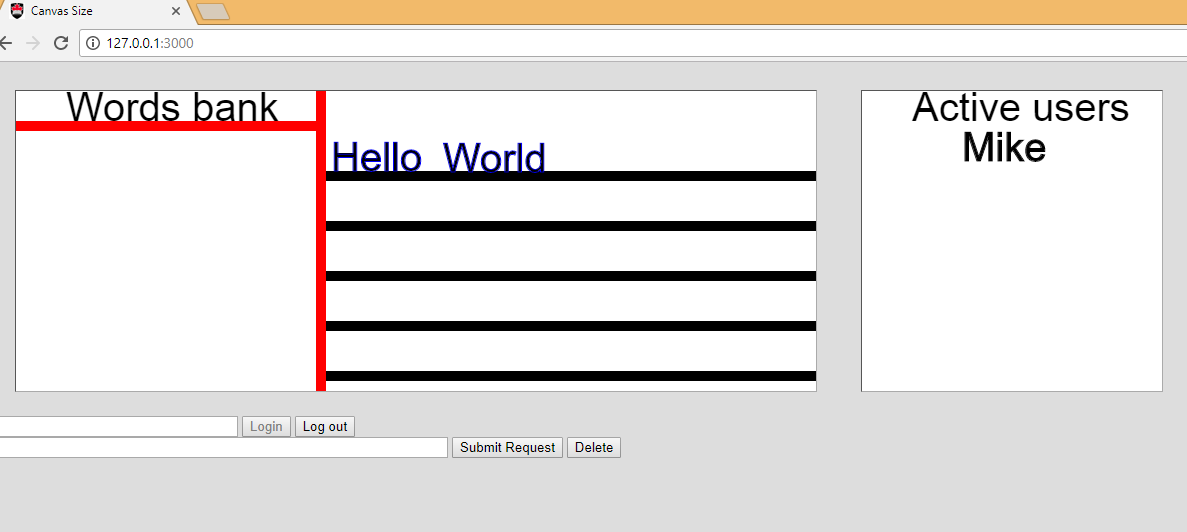 Canvas Size
127.0.0.1:3000
Words bank
Hello World
Active users
Mike
Login Log out
Submit Request Delete